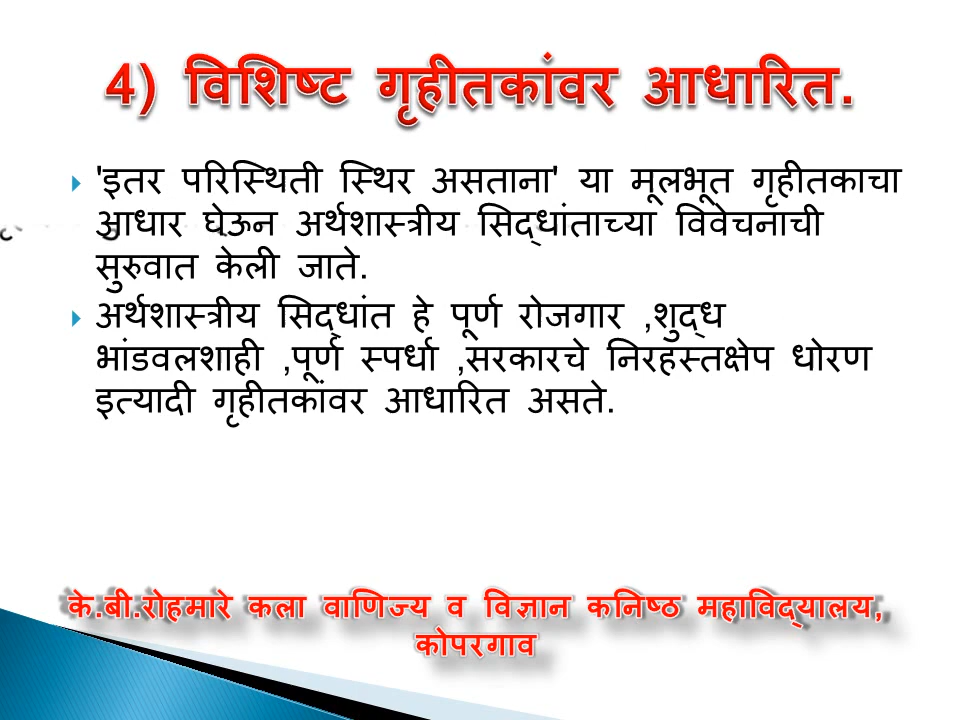 4) विशिष्ट गृहीतकांवर आधारित.
'इतर परिस्थिती स्थिर असताना' या मूलभूत गृहीतकाचा
आधार घेऊन अर्थशास्त्रीय सिद्धांताच्या विवेचनाची
सुरुवात केली जाते.
अर्थशास्त्रीय सिद्धांत हे पूर्ण रोजगार ,शुद्ध
भांडवलशाही ,पूर्ण स्पर्धा ,सरकारचे निरहस्तक्षेप धोरण
इत्यादी गृहीतकांवर आधारित असते.
के.बी.रोहमारे कला वाणिज्य व विज्ञान कनिष्ठ महाविद्यालय,
कोपरगाव